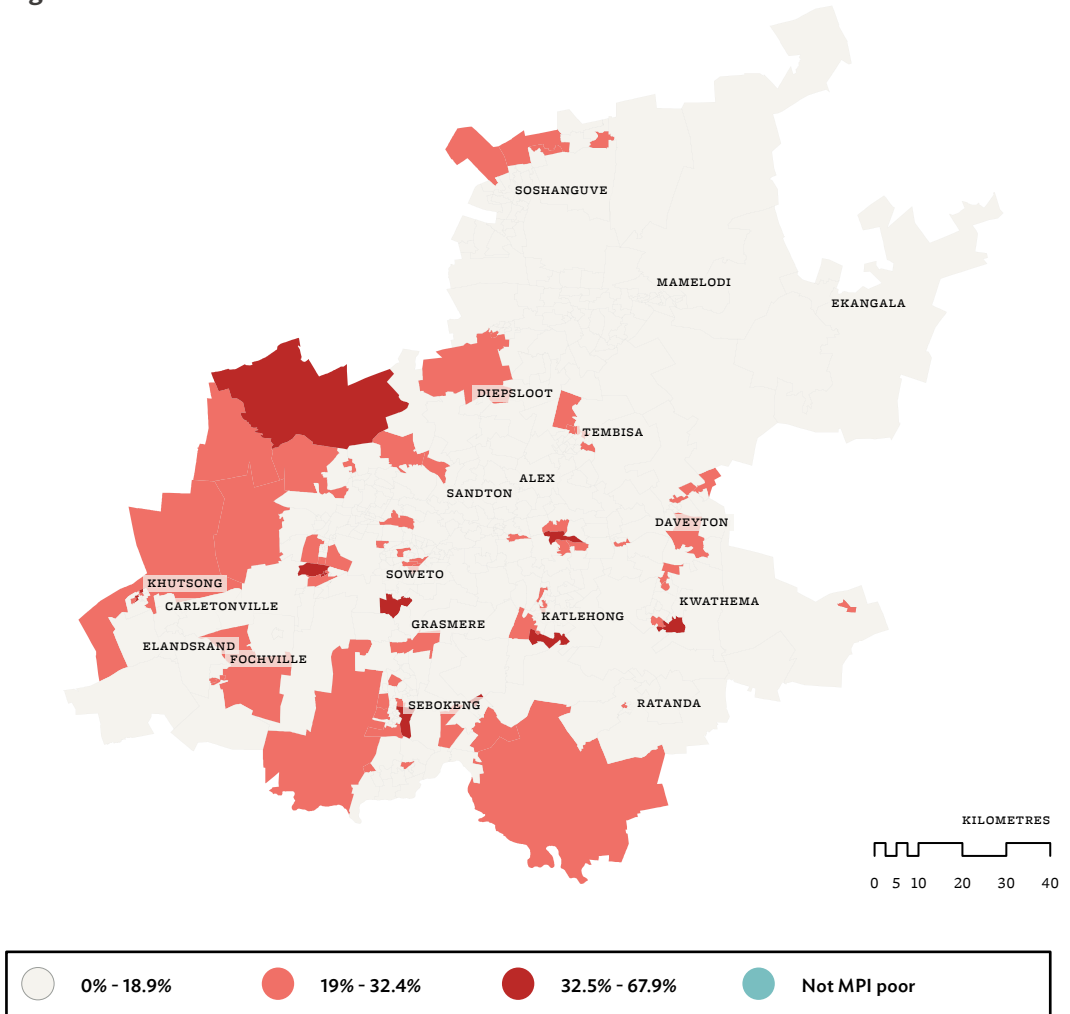 SOSHANGUVE
MAMELODI
EKANGALA
DIEPSLOOT
TEMBISA
ALEX
SANDTON
DAVEYTON
SOWETO
KHUTSONG
KWATHEMA
CARLETONVILLE
KATLEHONG
GRASMERE
ELANDSRAND
FOCHVILLE
SEBOKENG
RATANDA
KILOMETRES
0 5 10 20 30 40
0% - 18.9% 19% - 32.4% 32.5% - 67.9% Not MPI poor